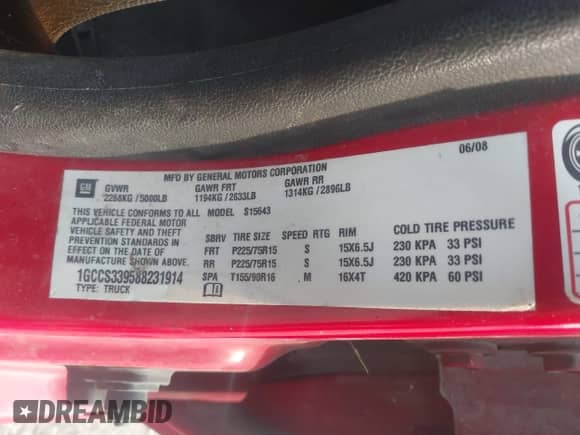 MFD BY GENERAL MOTORS CORPORATION
06/08
GM
GVWR GAWR FRT GAWR RR
2268KG / 5000LB 1194KG / 2633LB 1314KG / 2896LB
THIS VEHICLE CONFORMS TO ALL MODEL S15643
APPLICABLE FEDERAL MOTOR
VEHICLE SAFETY AND THEFT
PREVENTION STANDARDS IN
EFFECT ON THE DATE OF
MANUFACTURE SHOWN ABOVE.
1GCCS339588231914
TYPE: TRUCK
SBRV TIRE SIZE SPEED RTG RIM COLD TIRE PRESSURE
FRT P225/75R15 S 15X6.5J 230 KPA 33 PSI
RR P225/75R15 S 15X6.5J 230 KPA 33 PSI
SPA T155/90R16 M 16X4T 420 KPA 60 PSI
DREAMBID